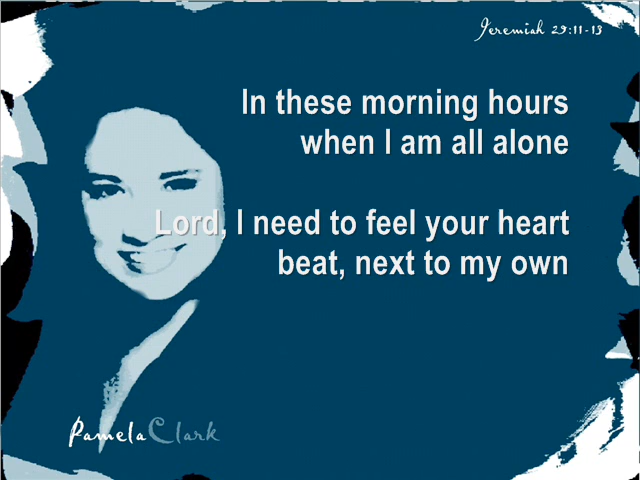 Jeremiah 29:11-13
In these morning hours
when I am all alone
Lord, I need to feel your heart
beat, next to my own
Pamela Clark